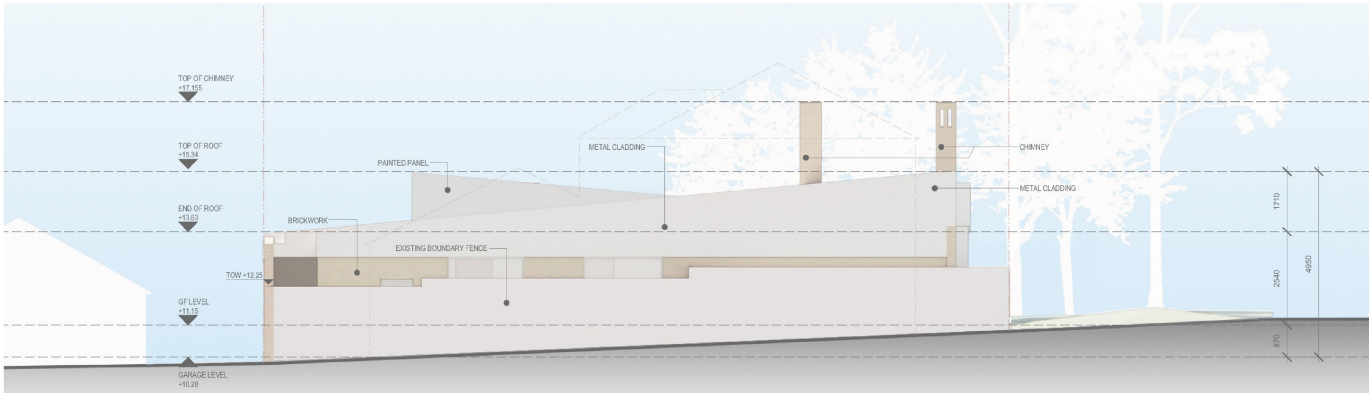 TOP OF CHIMNEY
+17.155
TOP OF ROOF
+15.34
PAINTED PANEL
METAL CLADDING
CHIMNEY
METAL CLADDING
END OF ROOF
+13.63
BRICKWORK
EXISTING BOUNDARY FENCE
TOW +12.25
GF LEVEL
+11.15
GARAGE LEVEL
+10.28
1710
2540
4950
870